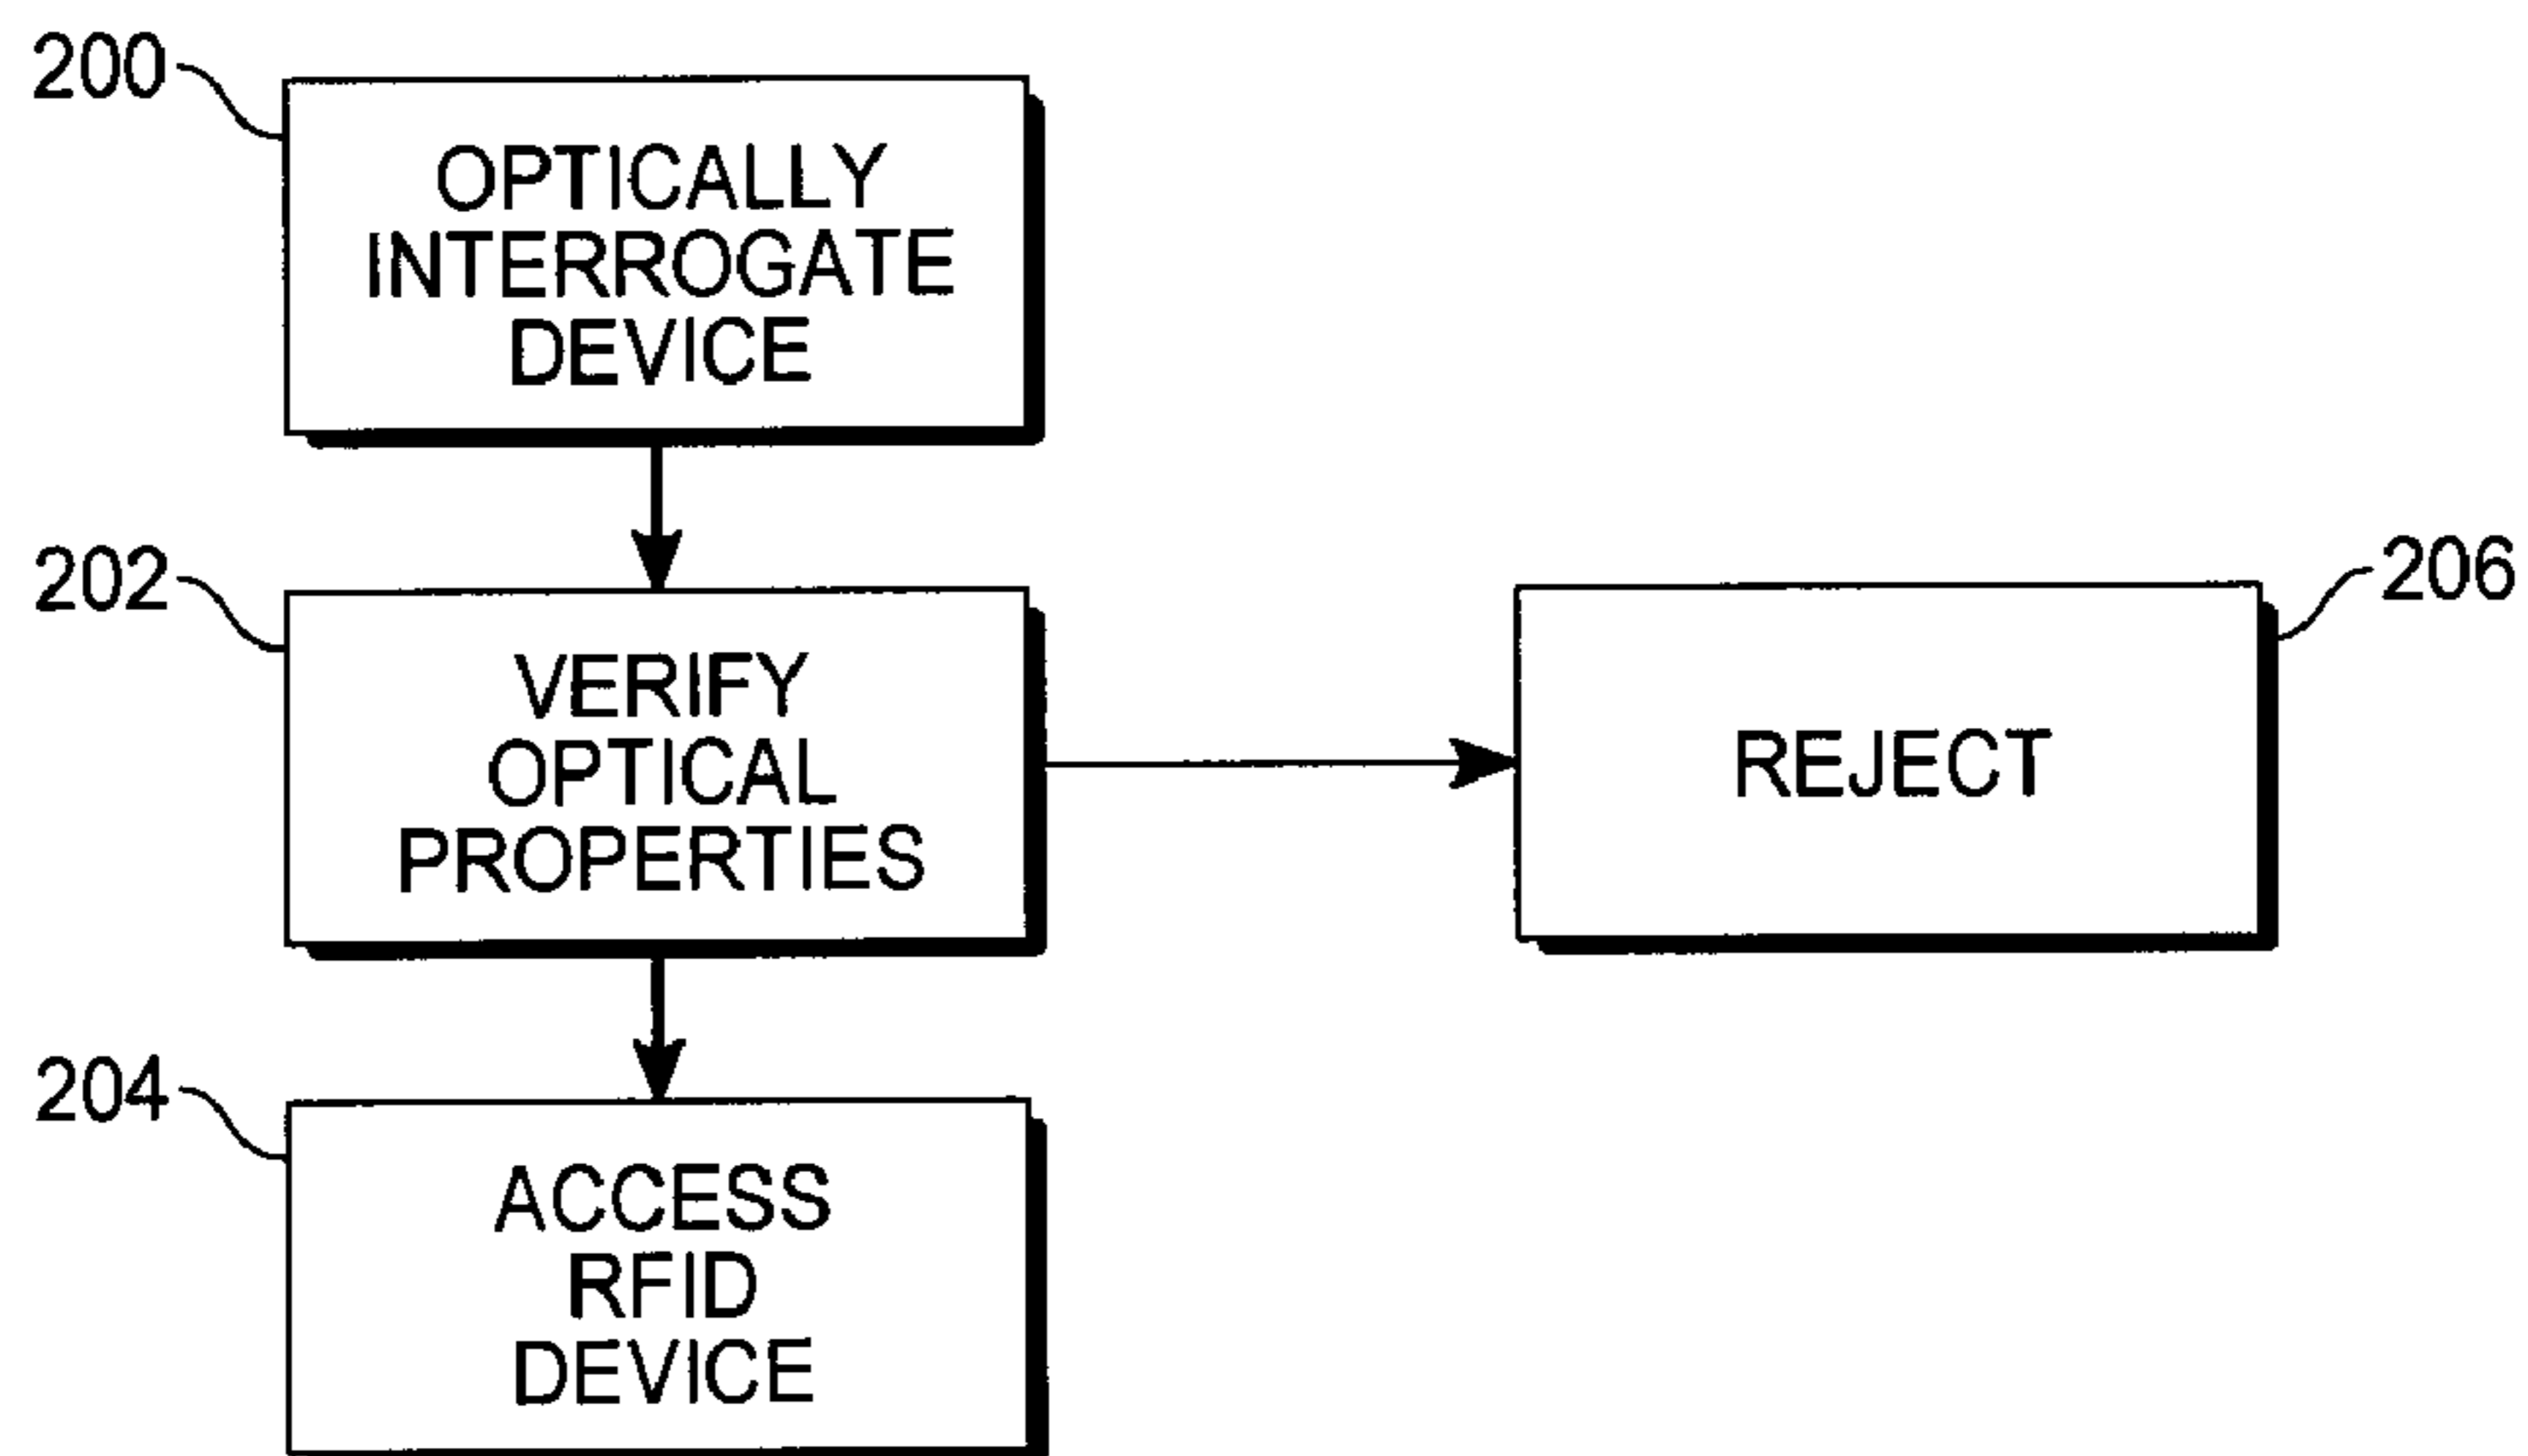 200
OPTICALLY
INTERROGATE
DEVICE
202
VERIFY
OPTICAL
PROPERTIES
206
REJECT
204
ACCESS
RFID
DEVICE